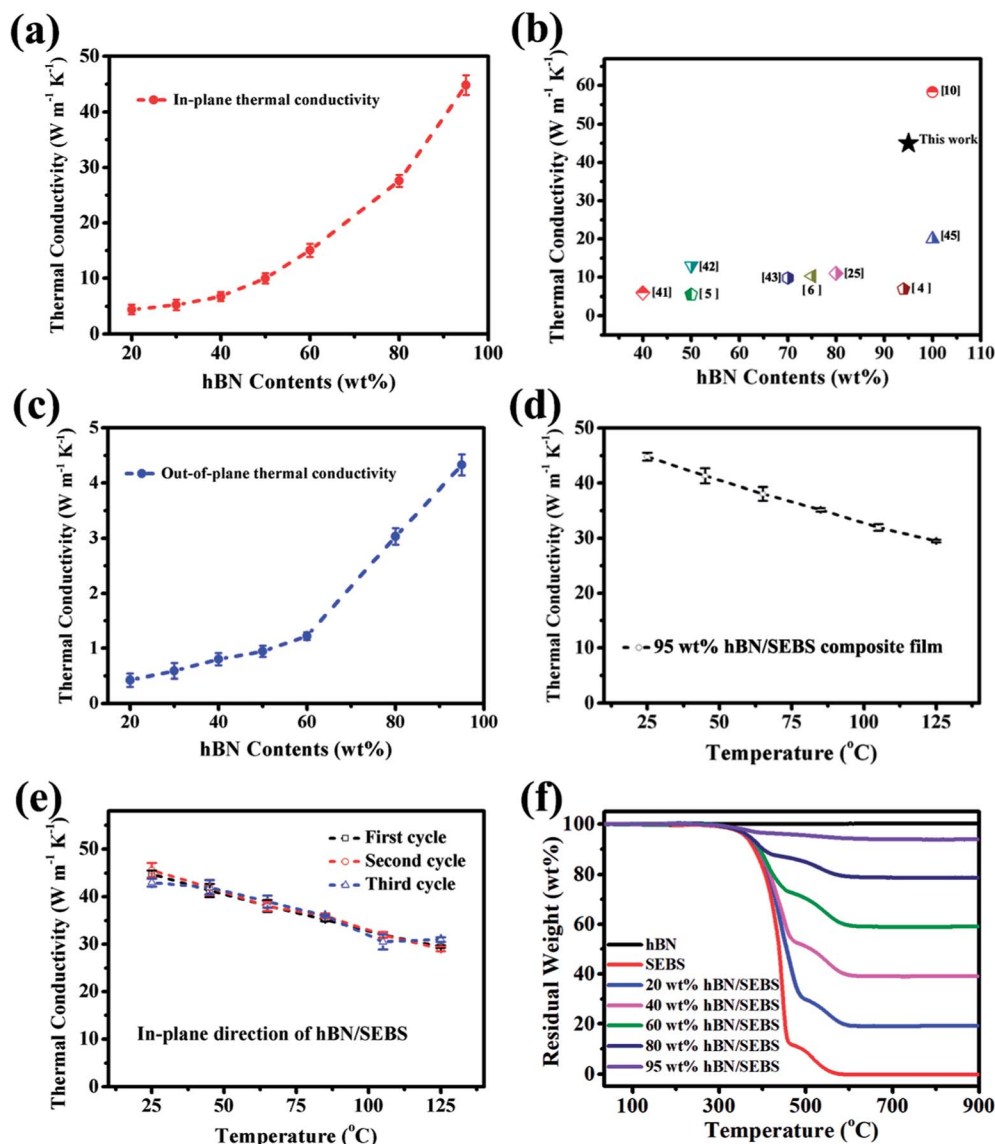 (a)
Thermal Conductivity (W m⁻¹ K⁻¹)
50
40
30
20
10
0
In-plane thermal conductivity
20 40 60 80 100
hBN Contents (wt%)
(b)
Thermal Conductivity (W m⁻¹ K⁻¹)
60
50
40
30
20
10
0
[10]
This work
[45]
[42]
[43]
[25]
[41]
[5 ]
[6 ]
[ 4 ]
40 50 60 70 80 90 100 110
hBN Contents (wt%)
(c)
Thermal Conductivity (W m⁻¹ K⁻¹)
5
4
3
2
1
0
Out-of-plane thermal conductivity
20 40 60 80 100
hBN Contents (wt%)
(d)
Thermal Conductivity (W m⁻¹ K⁻¹)
50
40
30
20
10
0
95 wt% hBN/SEBS composite film
25 50 75 100 125
Temperature (°C)
(e)
Thermal Conductivity (W m⁻¹ K⁻¹)
60
50
40
30
20
10
0
First cycle
Second cycle
Third cycle
In-plane direction of hBN/SEBS
25 50 75 100 125
Temperature (°C)
(f)
Residual Weight (wt%)
100
80
60
40
20
0
hBN
SEBS
20 wt% hBN/SEBS
40 wt% hBN/SEBS
60 wt% hBN/SEBS
80 wt% hBN/SEBS
95 wt% hBN/SEBS
100 300 500 700 900
Temperature (°C)